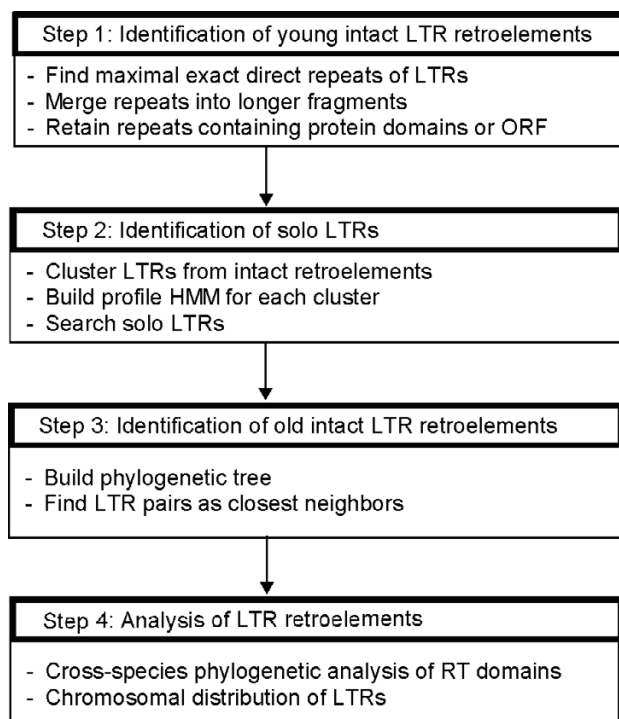 Step 1: Identification of young intact LTR retroelements
- Find maximal exact direct repeats of LTRs
- Merge repeats into longer fragments
- Retain repeats containing protein domains or ORF
Step 2: Identification of solo LTRs
- Cluster LTRs from intact retroelements
- Build profile HMM for each cluster
- Search solo LTRs
Step 3: Identification of old intact LTR retroelements
- Build phylogenetic tree
- Find LTR pairs as closest neighbors
Step 4: Analysis of LTR retroelements
- Cross-species phylogenetic analysis of RT domains
- Chromosomal distribution of LTRs